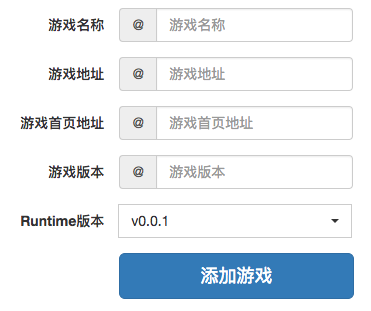 游戏名称 @ 游戏名称
游戏地址 @ 游戏地址
游戏首页地址 @ 游戏首页地址
游戏版本 @ 游戏版本
Runtime版本 v0.0.1
添加游戏